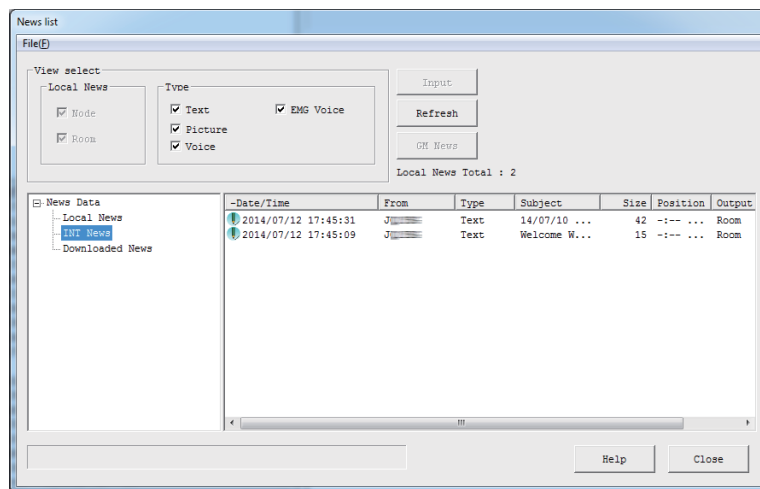 News list
File(F)
View select
Local News
Type
Node
Room
Text
EMG Voice
Picture
Voice
Input
Refresh
GM News
Local News Total : 2
News Data
Local News
INT News
Downloaded News
-Date/Time From Type Subject Size Position Output
2014/07/12 17:45:31 J Text 14/07/10 ... 42 -:-- ... Room
2014/07/12 17:45:09 J Text Welcome W... 15 -:-- ... Room
Help
Close